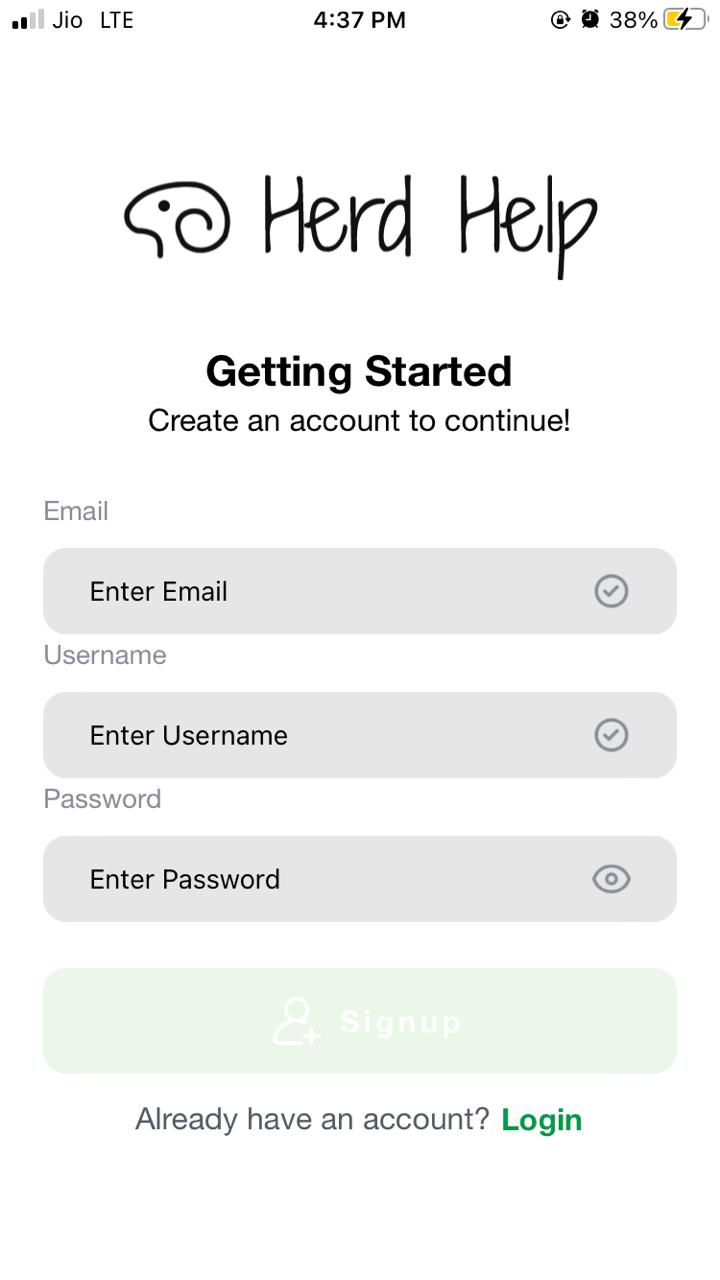 Jio LTE 4:37 PM 38%
Herd Help
Getting Started
Create an account to continue!
Email
Enter Email
Username
Enter Username
Password
Enter Password
Signup
Already have an account? Login